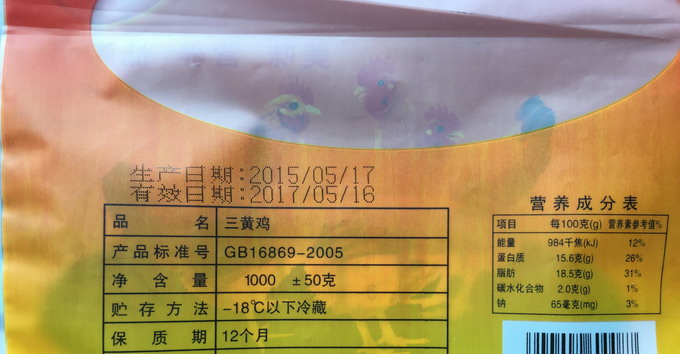 生产日期:2015/05/17
有效日期:2017/05/16
品名 三黄鸡
产品标准号 GB16869-2005
净含量 1000 ±50克
贮存方法 -18℃以下冷藏
保质期 12个月
营养成分表
项目 每100克(g) 营养素参考值%
能量 984千焦(kJ) 12%
蛋白质 15.6克(g) 26%
脂肪 18.5克(g) 31%
碳水化合物 2.0克(g) 1%
钠 65毫克(mg) 3%